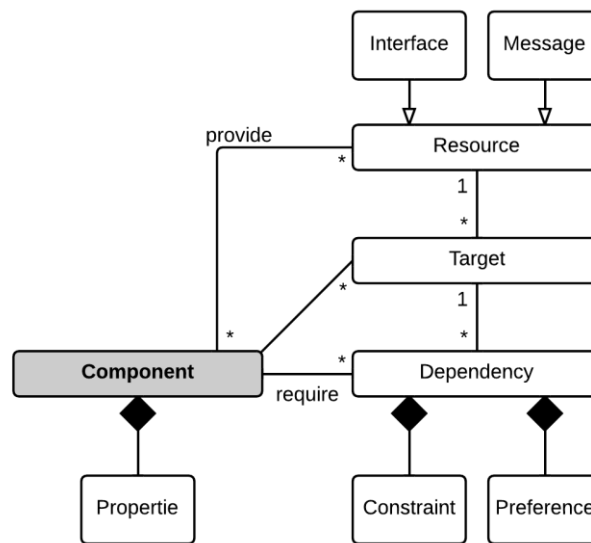 Interface
Message
provide
Resource
*
1
*
Target
*
1
*
*
*
Component
require
Dependency
Propertie
Constraint
Preference